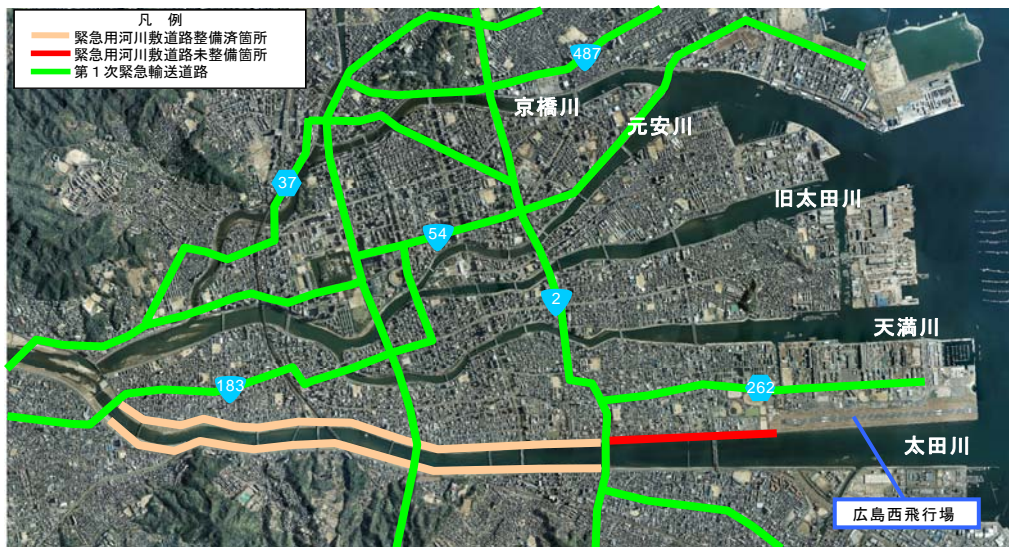 凡　例
緊急用河川敷道路整備済箇所
緊急用河川敷道路未整備箇所
第１次緊急輸送道路
487
京橋川
元安川
37
旧太田川
54
2
天満川
183
262
太田川
広島西飛行場